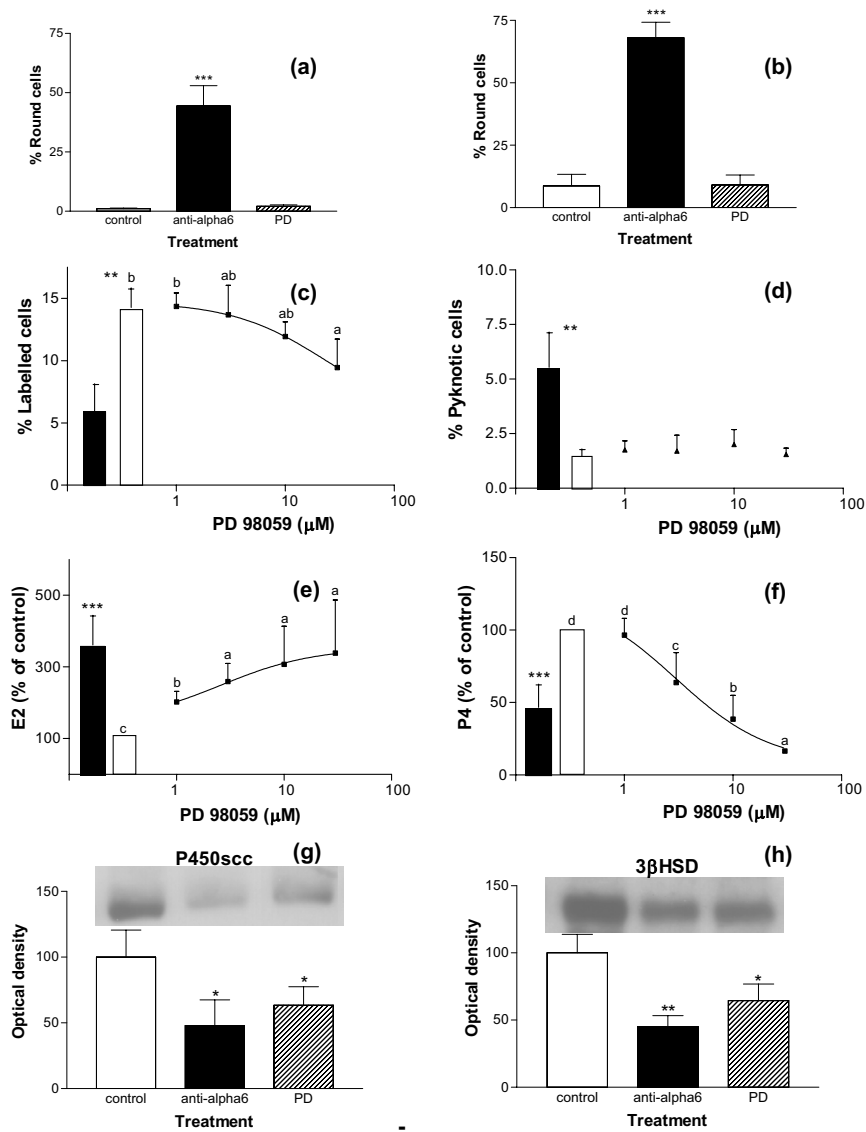 (a)
75
50
25
0
% Round cells
***
control anti-alpha6 PD
Treatment
(b)
75
50
25
0
% Round cells
***
control anti-alpha6 PD
Treatment
(c)
15
10
5
0
% Labelled cells
** b b ab ab a
1 10 100
PD 98059 (µM)
(d)
10.0
7.5
5.0
2.5
0.0
% Pyknotic cells
**
1 10 100
PD 98059 (µM)
(e)
500
300
100
E2 (% of control)
*** c b a a a
1 10 100
PD 98059 (µM)
(f)
150
100
50
0
P4 (% of control)
*** d d c b a
1 10 100
PD 98059 (µM)
P450scc (g)
150
100
50
0
Optical density
* *
control anti-alpha6 PD
Treatment
3βHSD (h)
150
100
50
0
Optical density
** *
control anti-alpha6 PD
Treatment
-